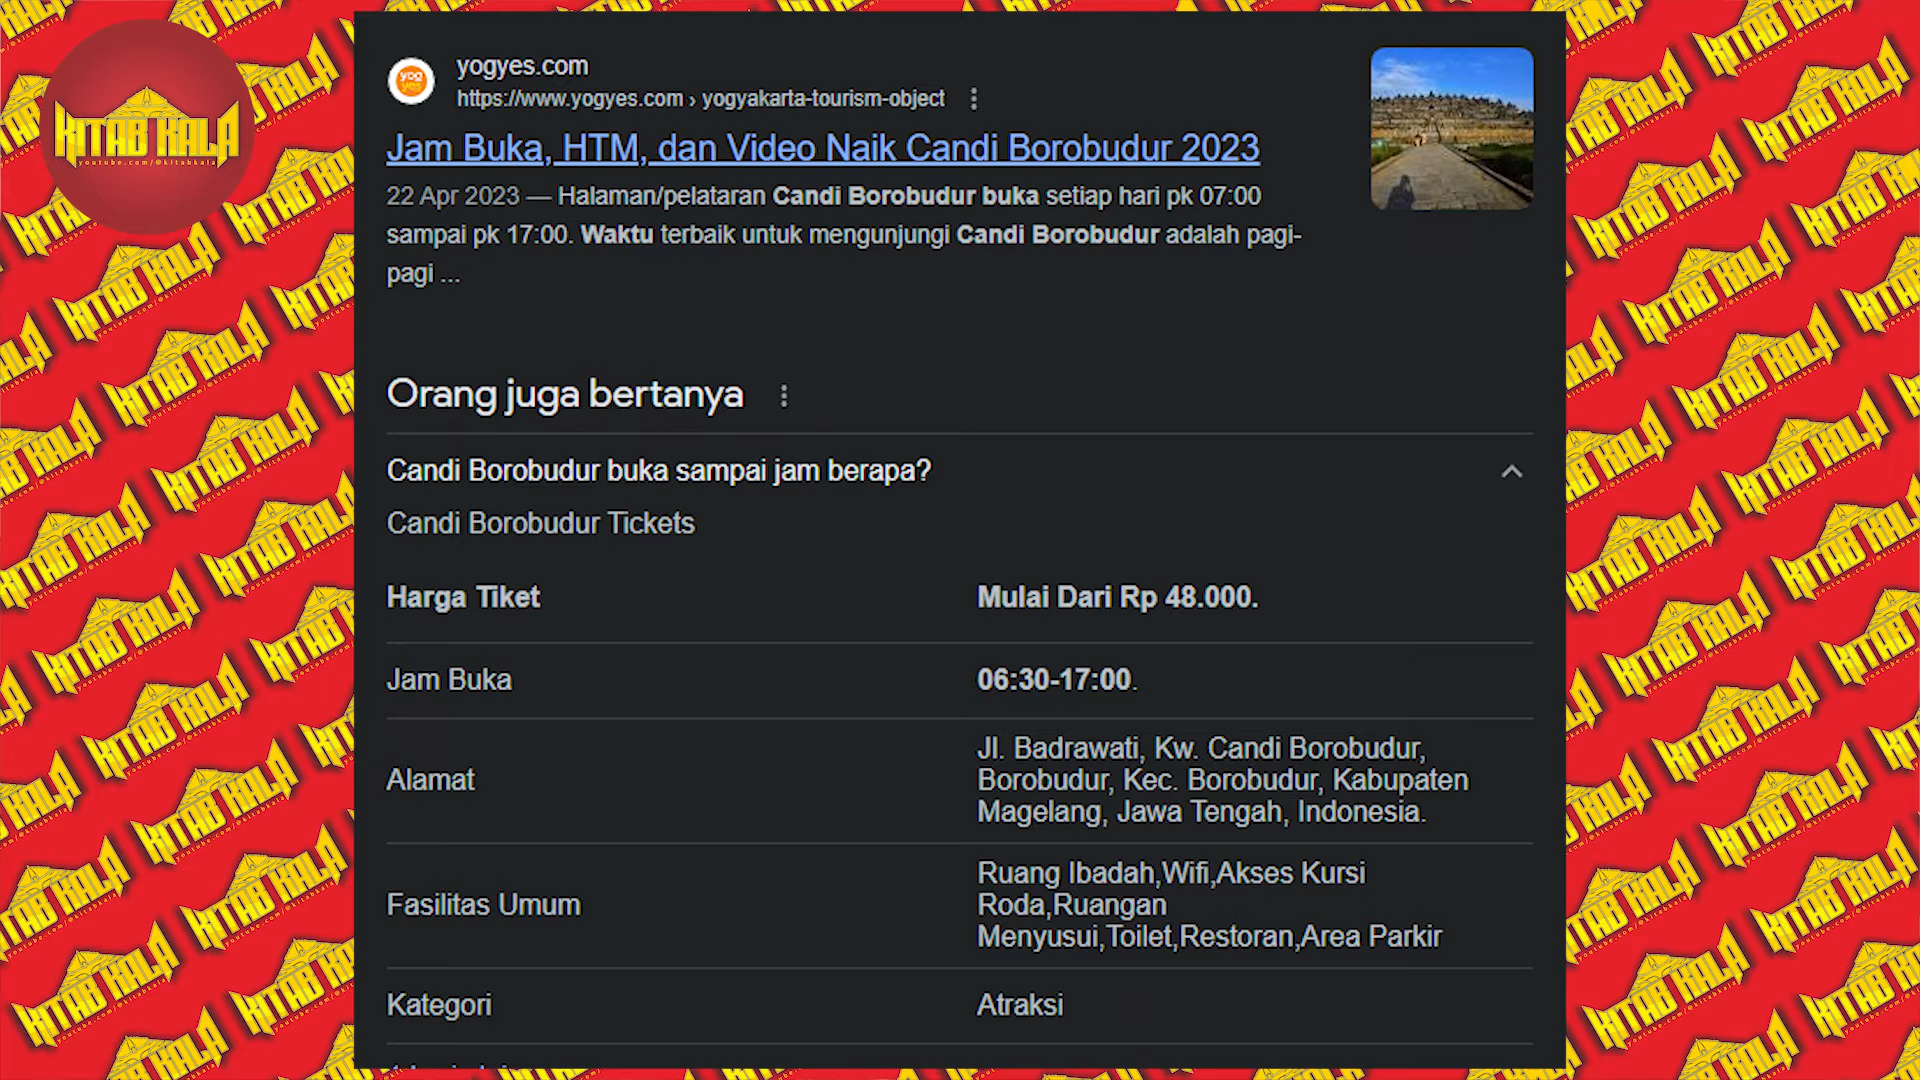 KITAB KALA
youtube.com/@kitabkala
yog
yes
yogyes.com
https://www.yogyes.com › yogyakarta-tourism-object
Jam Buka, HTM, dan Video Naik Candi Borobudur 2023
22 Apr 2023 — Halaman/pelataran Candi Borobudur buka setiap hari pk 07:00
sampai pk 17:00. Waktu terbaik untuk mengunjungi Candi Borobudur adalah pagi-
pagi ...
Orang juga bertanya
Candi Borobudur buka sampai jam berapa?
Candi Borobudur Tickets
Harga Tiket Mulai Dari Rp 48.000.
Jam Buka 06:30-17:00.
Alamat
Jl. Badrawati, Kw. Candi Borobudur,
Borobudur, Kec. Borobudur, Kabupaten
Magelang, Jawa Tengah, Indonesia.
Fasilitas Umum
Ruang Ibadah,Wifi,Akses Kursi
Roda,Ruangan
Menyusui,Toilet,Restoran,Area Parkir
Kategori Atraksi